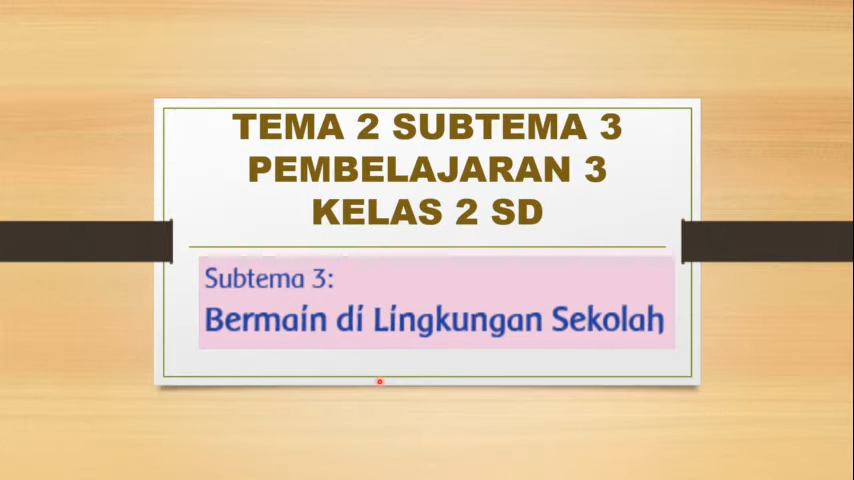 TEMA 2 SUBTEMA 3
PEMBELAJARAN 3
KELAS 2 SD
Subtema 3:
Bermain di Lingkungan Sekolah